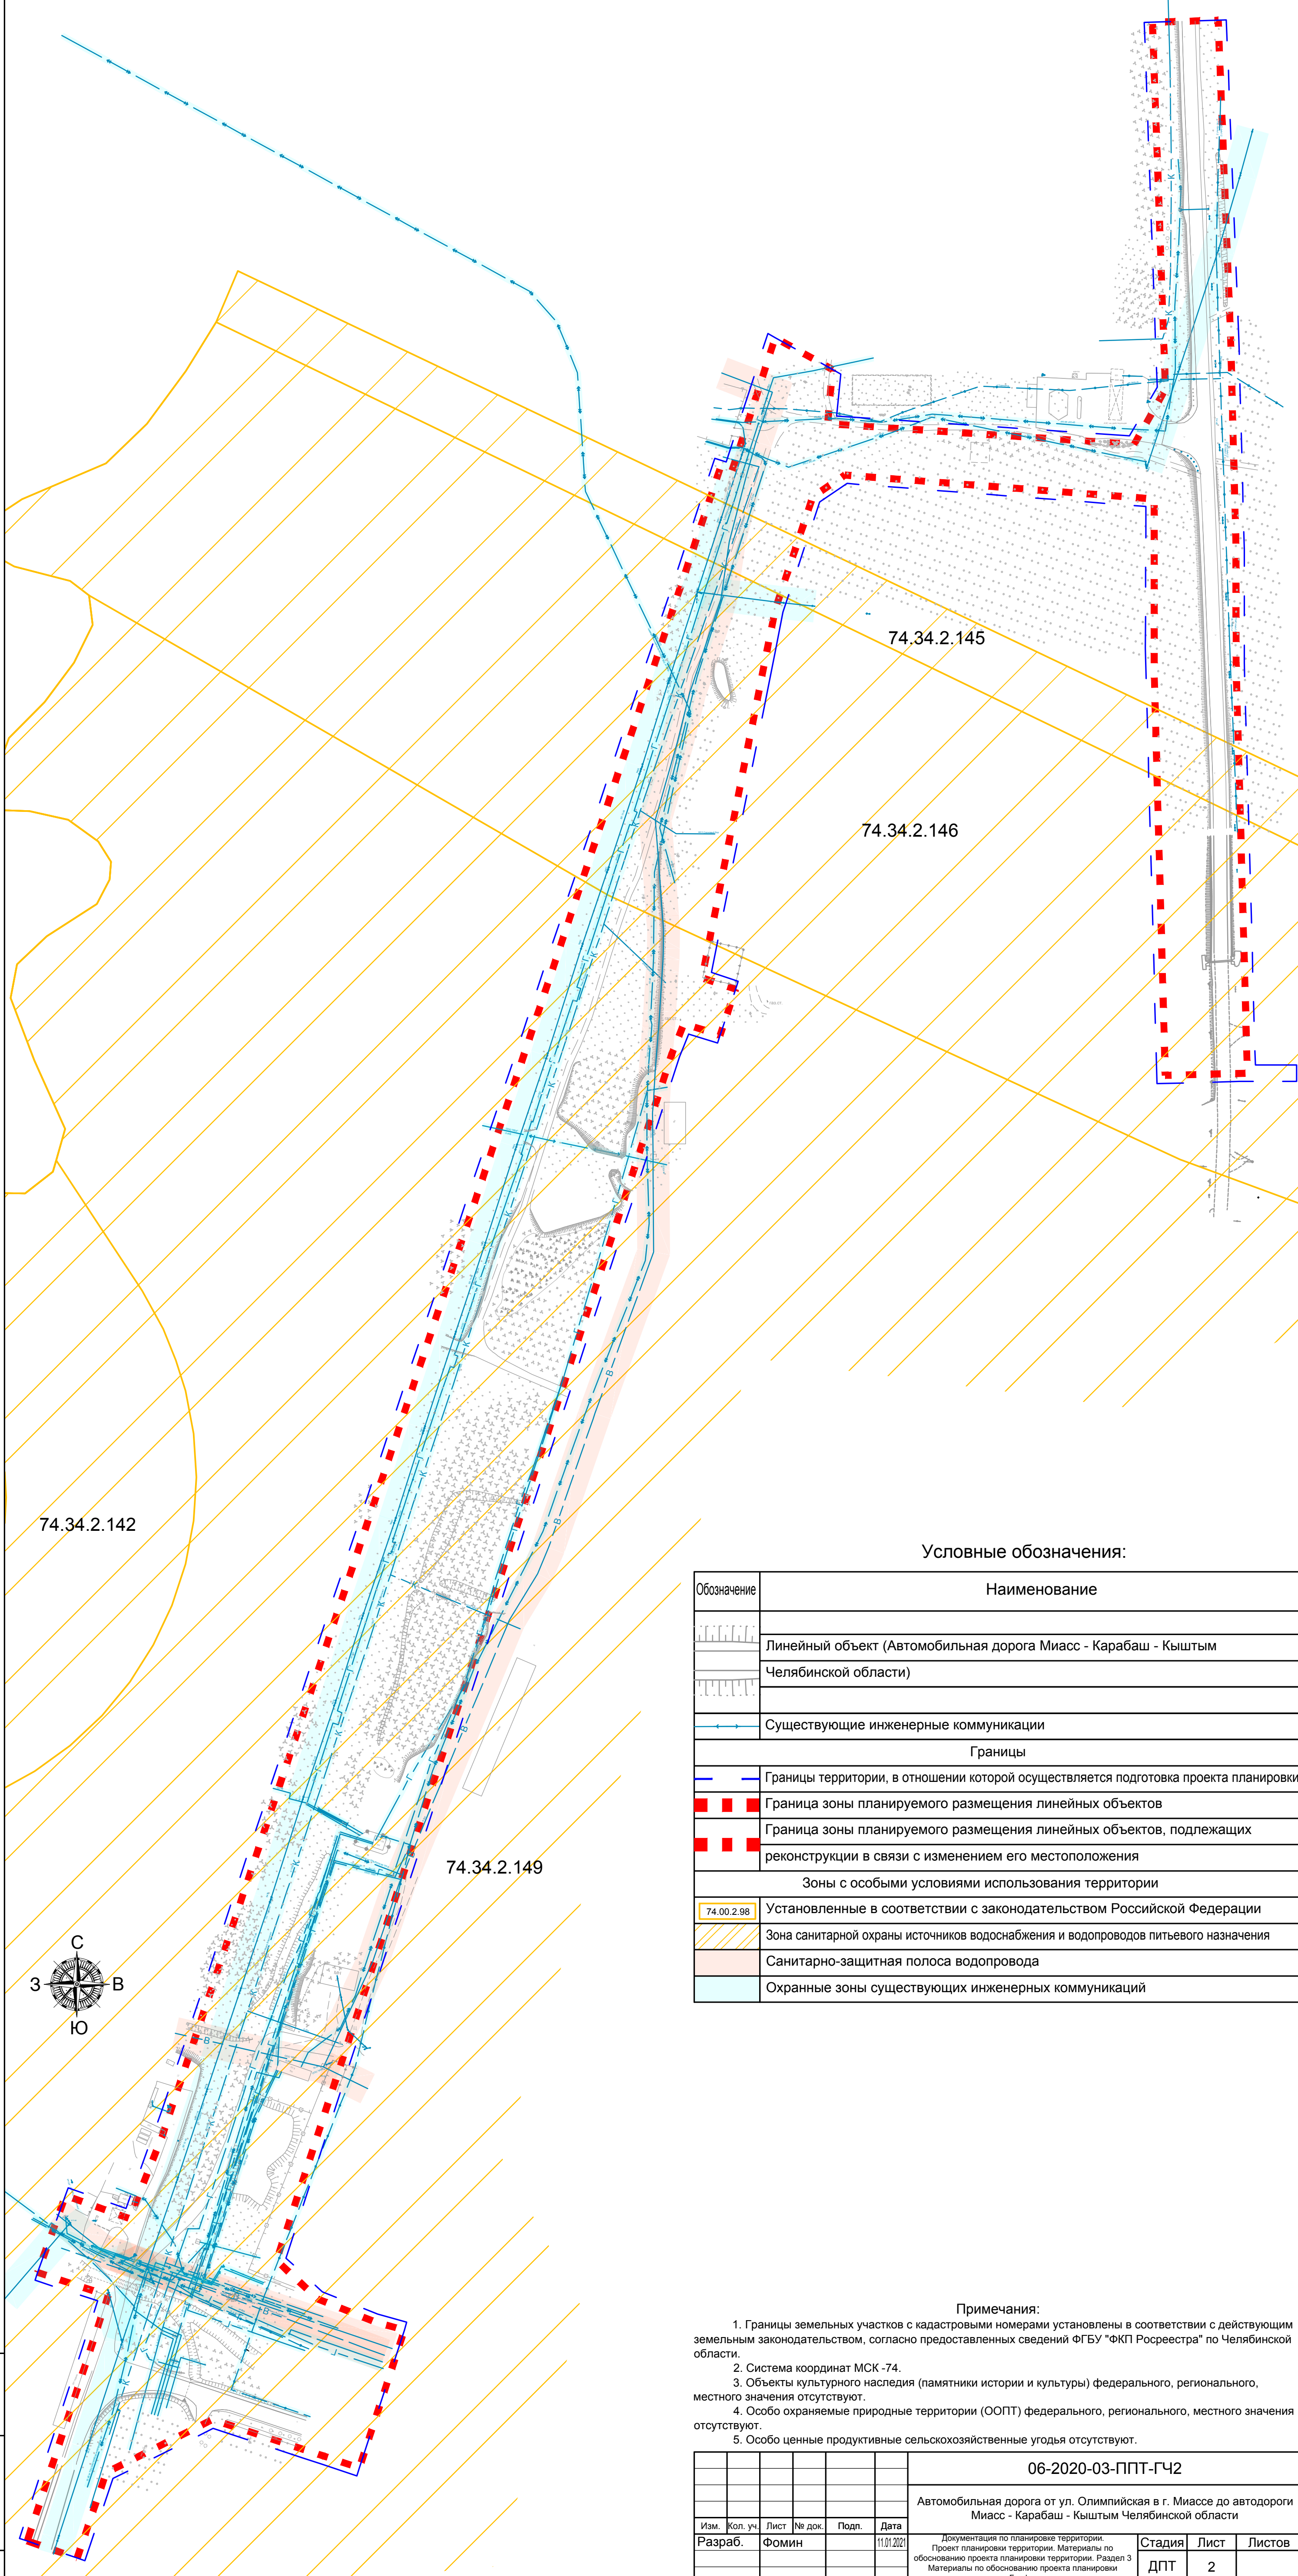 74.34.2.145
74.34.2.146
74.34.2.142
74.34.2.149
С
З
В
Ю
Условные обозначения:
Обозначение
Наименование
Линейный объект (Автомобильная дорога Миасс - Карабаш - Кыштым
Челябинской области)
Существующие инженерные коммуникации
Границы
Границы территории, в отношении которой осуществляется подготовка проекта планировки
Граница зоны планируемого размещения линейных объектов
Граница зоны планируемого размещения линейных объектов, подлежащих
реконструкции в связи с изменением его местоположения
Зоны с особыми условиями использования территории
74.00.2.98
Установленные в соответствии с законодательством Российской Федерации
Зона санитарной охраны источников водоснабжения и водопроводов питьевого назначения
Санитарно-защитная полоса водопровода
Охранные зоны существующих инженерных коммуникаций
Примечания:
1. Границы земельных участков с кадастровыми номерами установлены в соответствии с действующим
земельным законодательством, согласно предоставленных сведений ФГБУ "ФКП Росреестра" по Челябинской
области.
2. Система координат МСК -74.
3. Объекты культурного наследия (памятники истории и культуры) федерального, регионального,
местного значения отсутствуют.
4. Особо охраняемые природные территории (ООПТ) федерального, регионального, местного значения
отсутствуют.
5. Особо ценные продуктивные сельскохозяйственные угодья отсутствуют.
06-2020-03-ППТ-ГЧ2
Автомобильная дорога от ул. Олимпийская в г. Миассе до автодороги
Миасс - Карабаш - Кыштым Челябинской области
Изм. Кол. уч. Лист № док. Подп. Дата
Разраб. Фомин 11.01.2021
Документация по планировке территории.
Проект планировки территории. Материалы по
обоснованию проекта планировки территории. Раздел 3
Материалы по обоснованию проекта планировки
Стадия Лист Листов
ДПТ 2